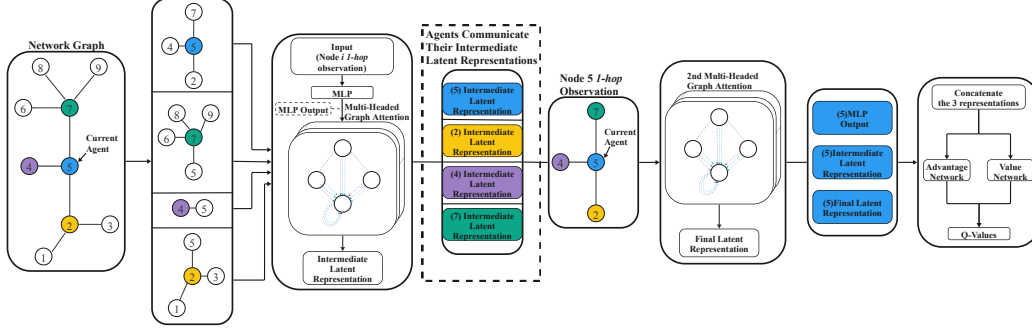 Network Graph
8
9
6
7
Current
Agent
4
5
2
3
1
7
4
5
2
8
9
6
7
5
4
5
5
2
3
1
Input
(Node i 1-hop
observation)
MLP
MLP Output
Multi-Headed
Graph Attention
Intermediate
Latent
Representation
Agents Communicate
Their Intermediate
Latent Representations
(5) Intermediate
Latent
Representation
(2) Intermediate
Latent
Representation
(4) Intermediate
Latent
Representation
(7) Intermediate
Latent
Representation
Node 5 1-hop
Observation
7
Current
Agent
4
5
2
2nd Multi-Headed
Graph Attention
Final Latent
Representation
(5)MLP
Output
(5)Intermediate
Latent
Representation
(5)Final Latent
Representation
Concatenate
the 3 representations
Advantage
Network
Value
Network
Q-Values